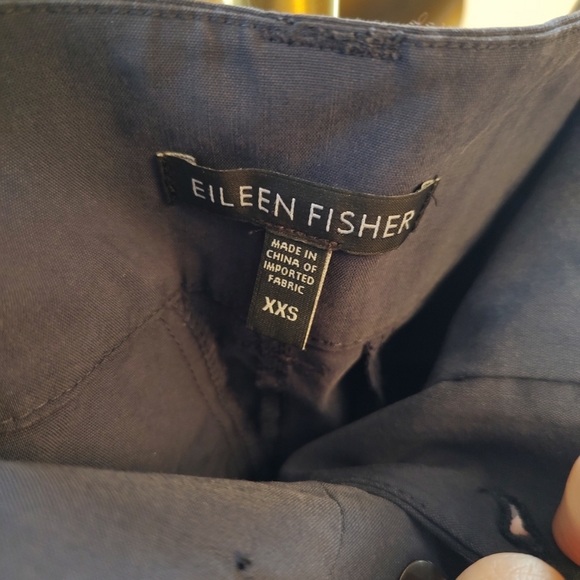 EILEEN FISHER
MADE IN
CHINA OF
IMPORTED
FABRIC
XXS